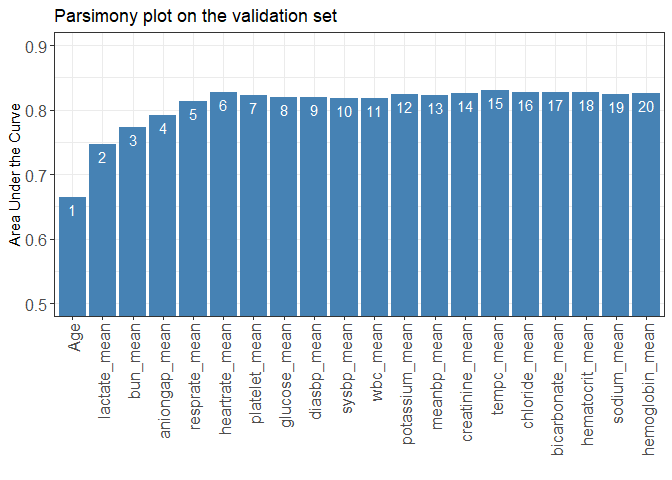 Parsimony plot on the validation set
Area Under the Curve
0.9
0.8
0.7
0.6
0.5
1
2
3
4
5
6
7
8
9
10
11
12
13
14
15
16
17
18
19
20
Age
lactate_mean
bun_mean
aniongap_mean
resprate_mean
heartrate_mean
platelet_mean
glucose_mean
diasbp_mean
sysbp_mean
wbc_mean
potassium_mean
meanbp_mean
creatinine_mean
tempc_mean
chloride_mean
bicarbonate_mean
hematocrit_mean
sodium_mean
hemoglobin_mean